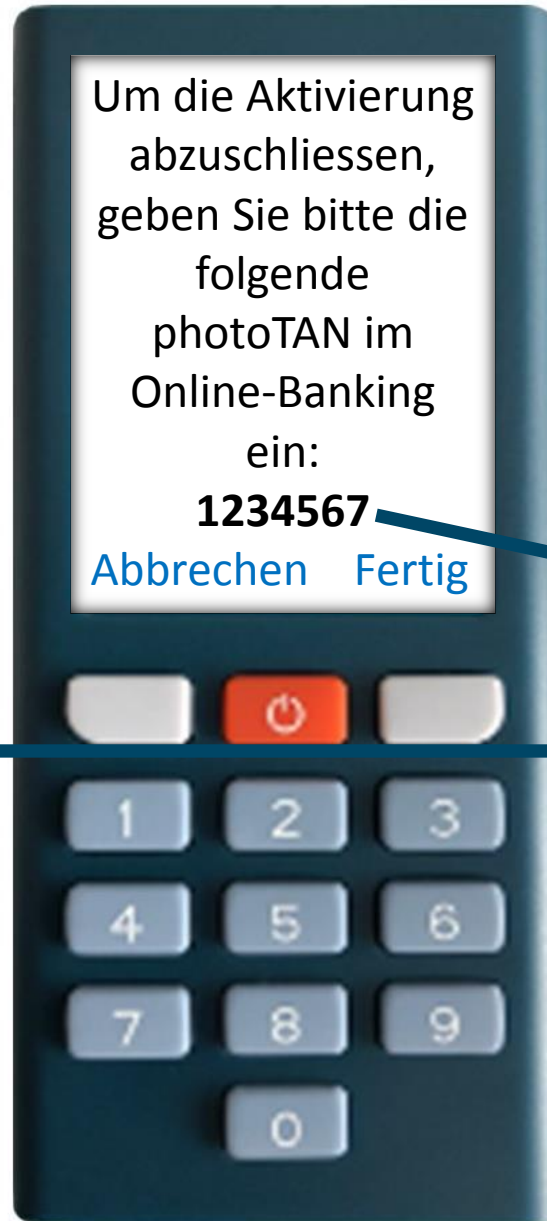 Um die Aktivierung
abzuschliessen,
geben Sie bitte die
folgende
photoTAN im
Online-Banking
ein:
1234567
Abbrechen Fertig
1 2 3
4 5 6
7 8 9
0